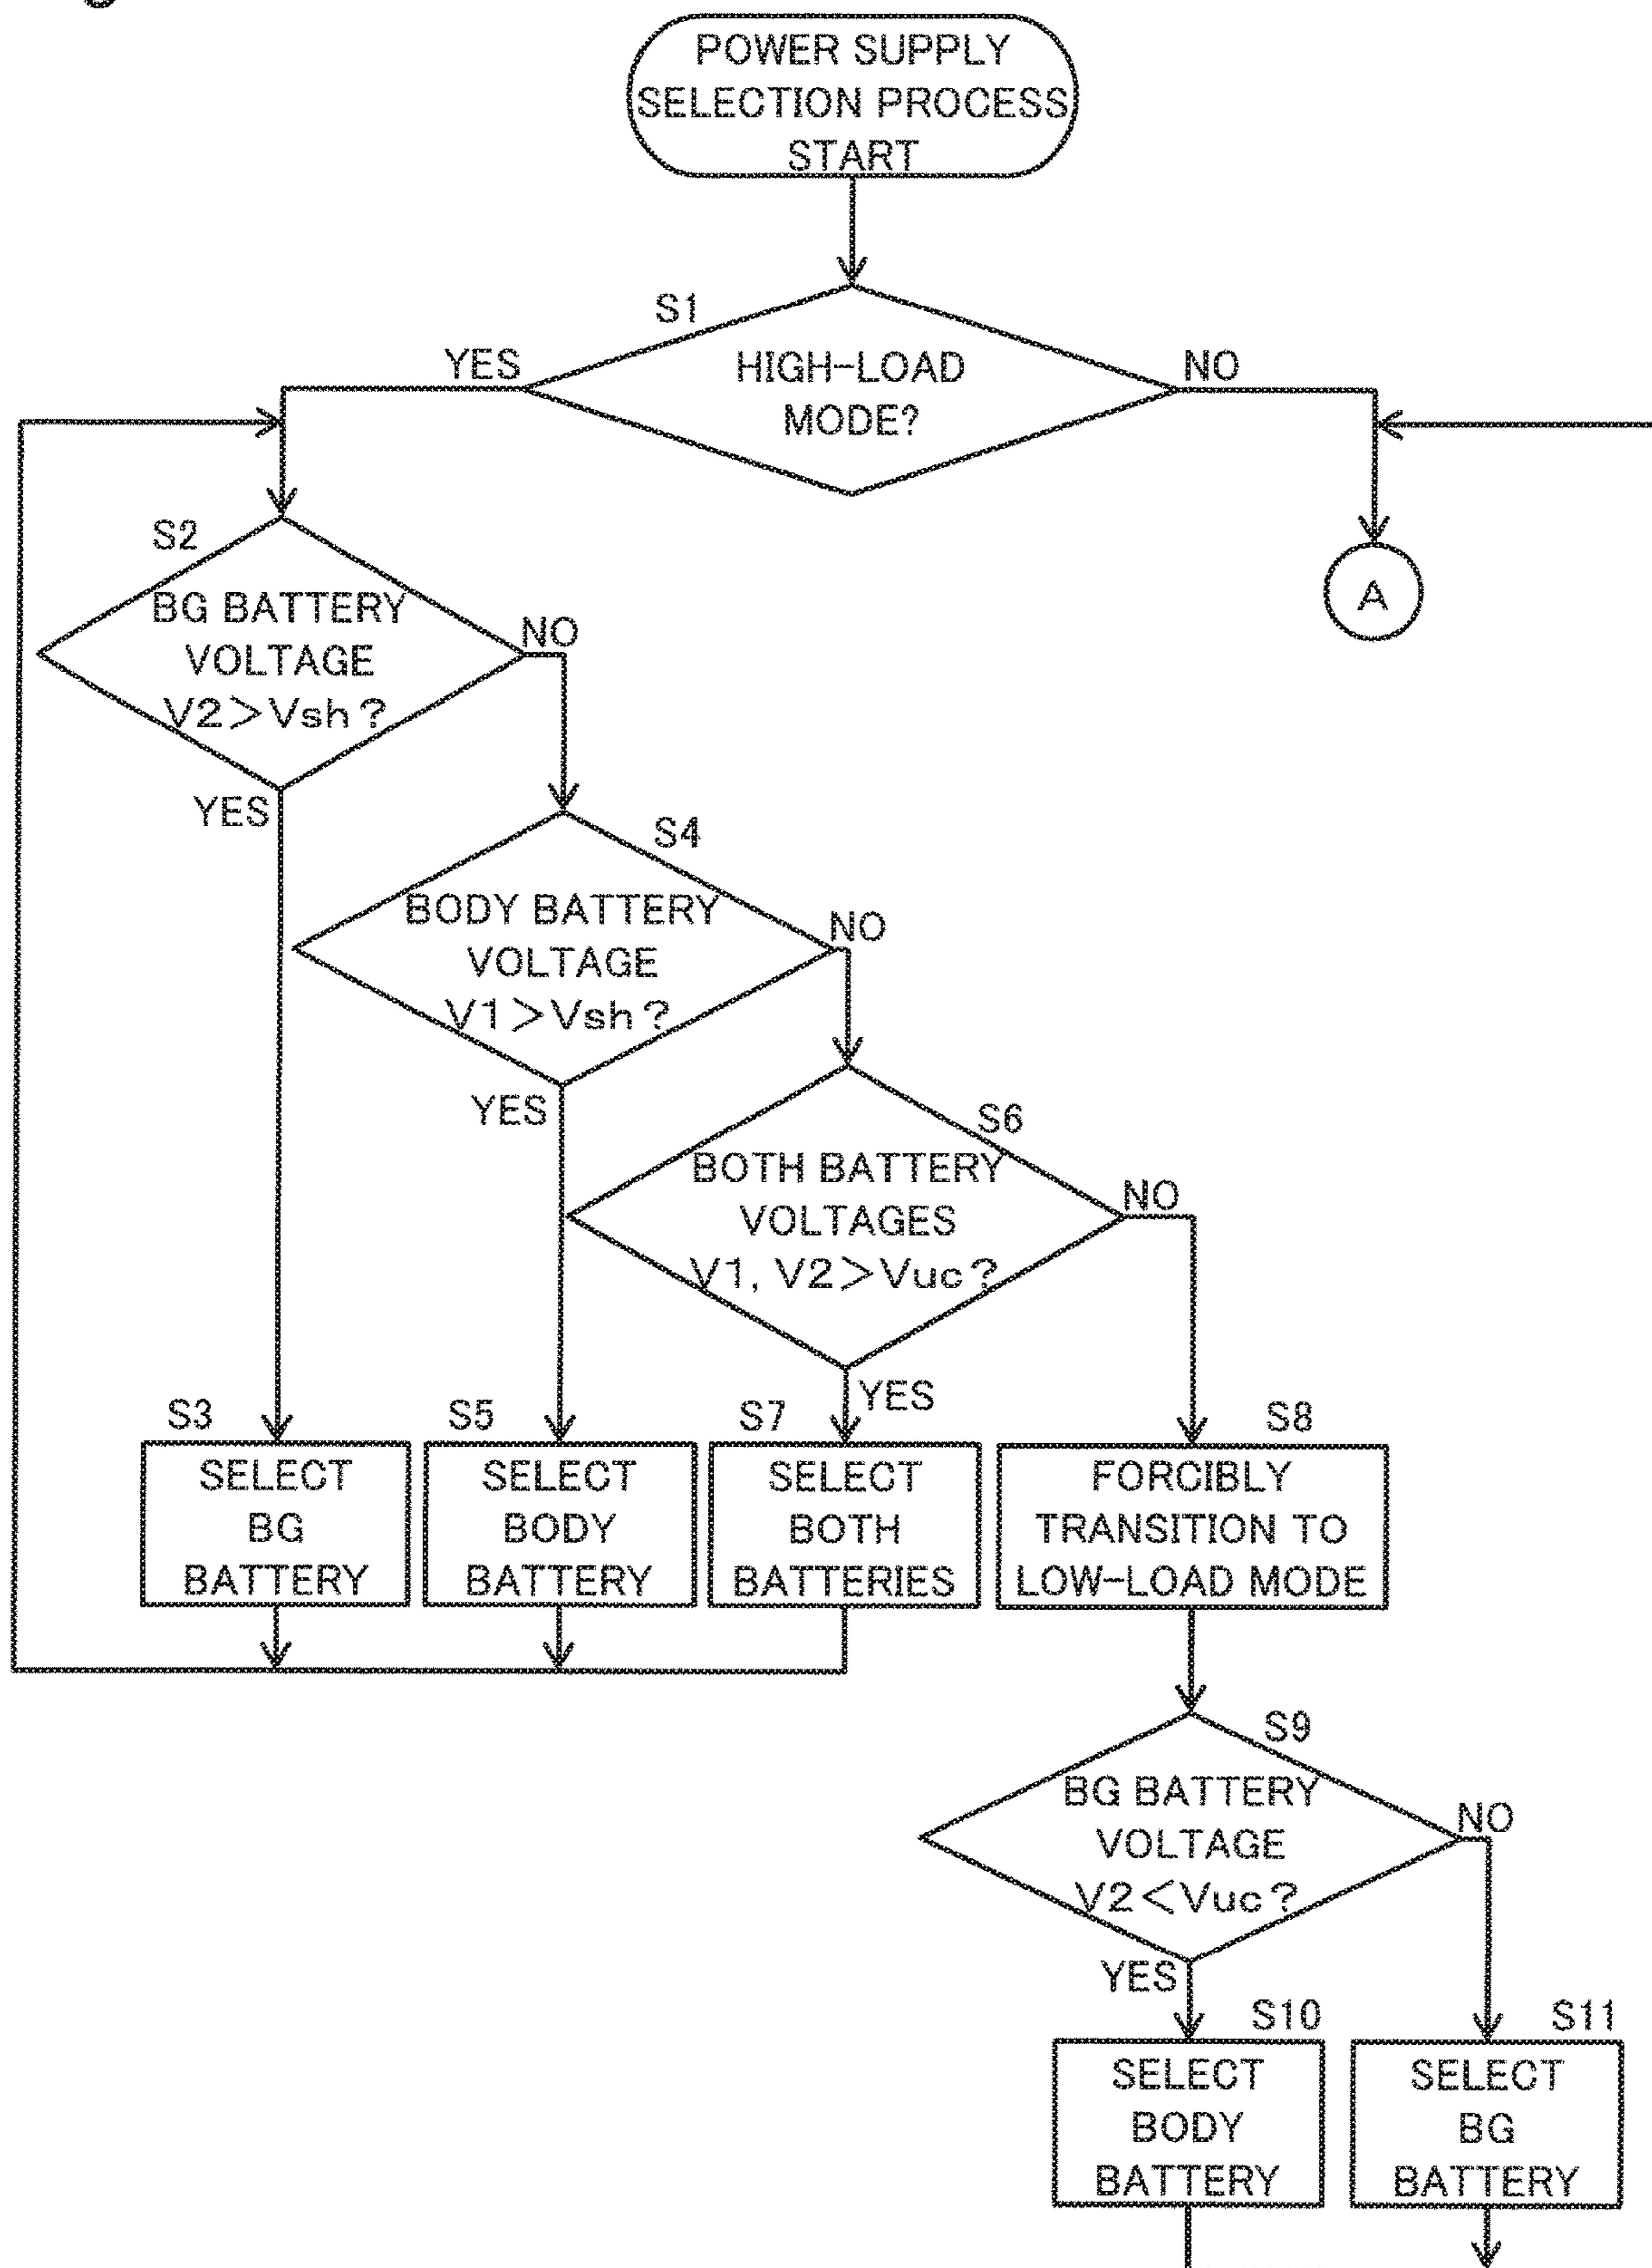 POWER SUPPLY
SELECTION PROCESS
START
S1
YES
HIGH-LOAD
MODE?
NO
S2
BG BATTERY
VOLTAGE
V2>Vsh?
NO
A
YES
S4
BODY BATTERY
VOLTAGE
V1>Vsh?
NO
YES
S6
BOTH BATTERY
VOLTAGES
V1, V2>Vuc?
NO
YES
S3
SELECT
BG
BATTERY
S5
SELECT
BODY
BATTERY
S7
SELECT
BOTH
BATTERIES
S8
FORCIBLY
TRANSITION TO
LOW-LOAD MODE
S9
BG BATTERY
VOLTAGE
V2<Vuc?
NO
YES
S10
SELECT
BODY
BATTERY
S11
SELECT
BG
BATTERY